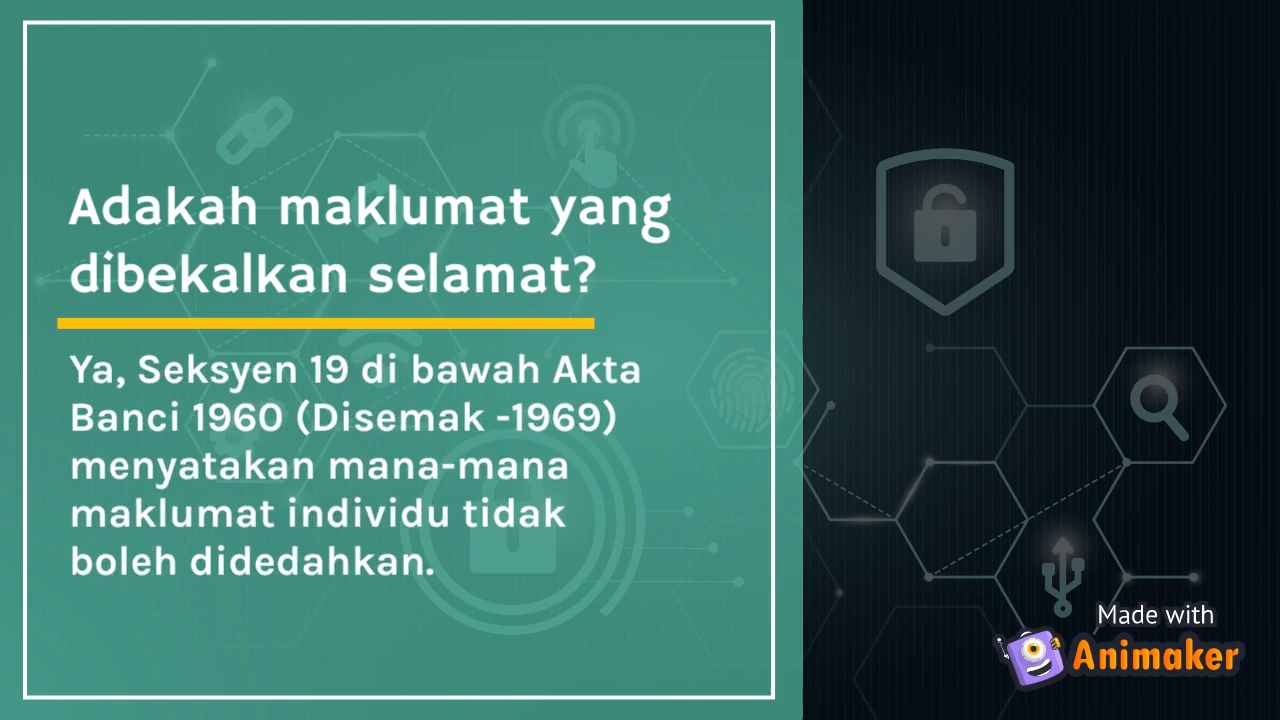 Adakah maklumat yang
dibekalkan selamat?
Ya, Seksyen 19 di bawah Akta
Banci 1960 (Disemak -1969)
menyatakan mana-mana
maklumat individu tidak
boleh didedahkan.
Made with
Animaker